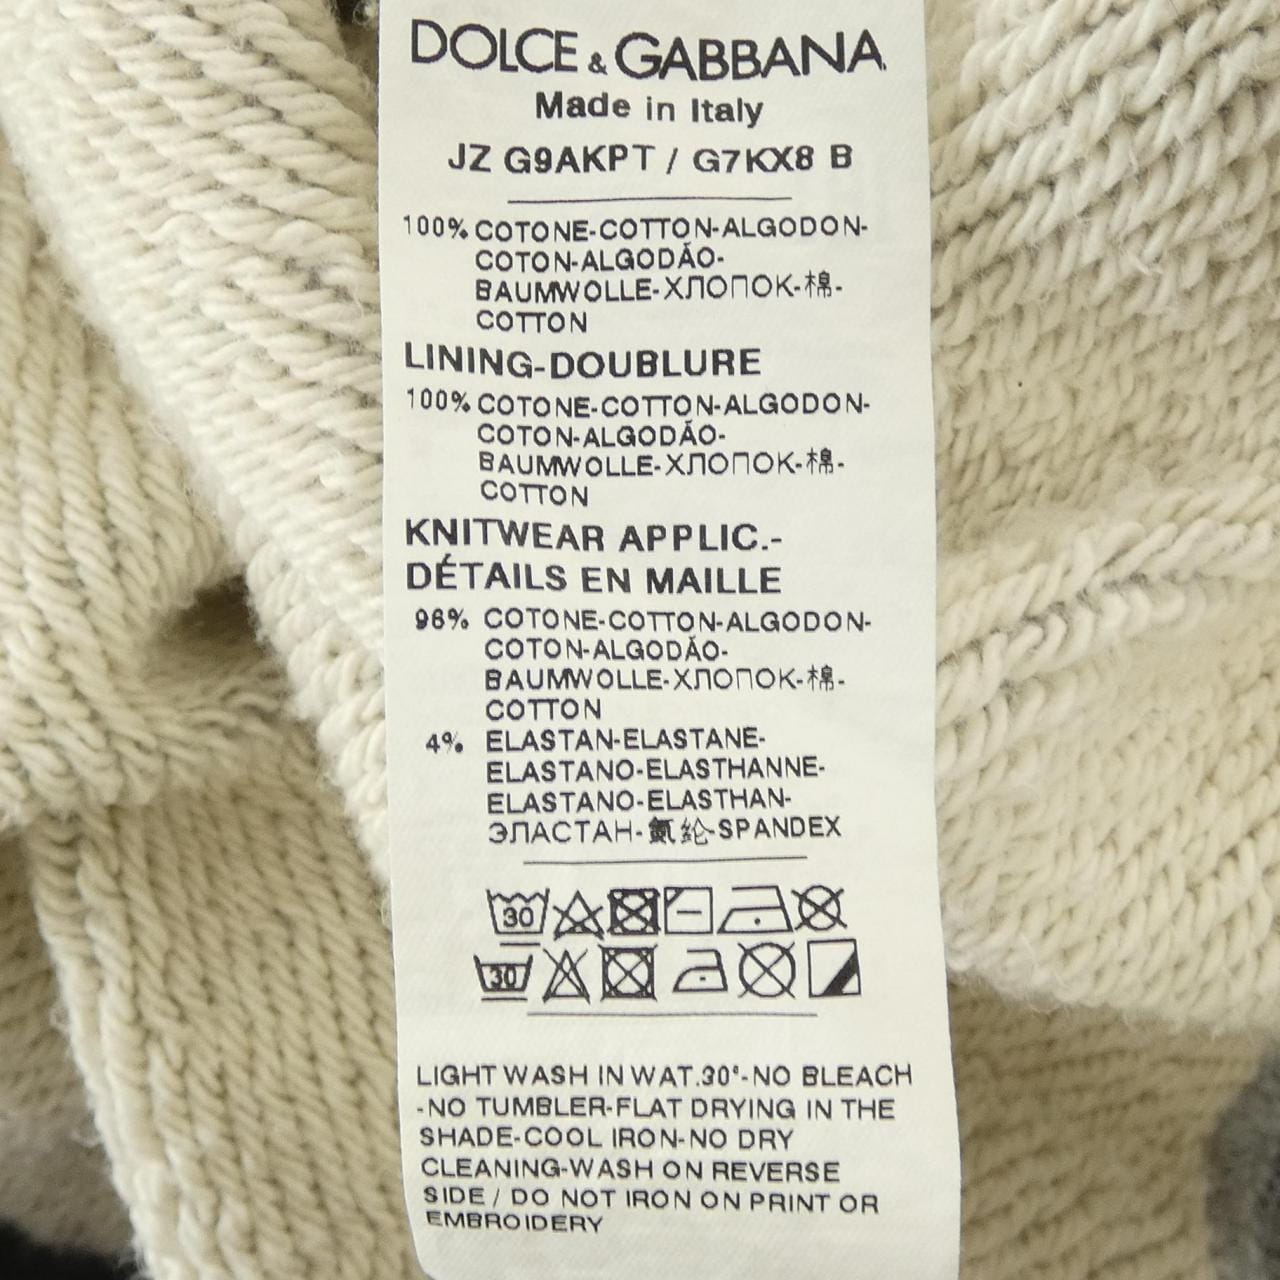 DOLCE & GABBANA
Made in Italy
JZ G9AKPT / G7KX8 B
100% COTONE-COTTON-ALGODON-
COTON-ALGODÃO-
BAUMWOLLE-ХЛОПОК-棉-
COTTON
LINING-DOUBLURE
100% COTONE-COTTON-ALGODON-
COTON-ALGODÃO-
BAUMWOLLE-ХЛОПОК-棉-
COTTON
KNITWEAR APPLIC.-
DÉTAILS EN MAILLE
96% COTONE-COTTON-ALGODON-
COTON-ALGODÃO-
BAUMWOLLE-ХЛОПОК-棉-
COTTON
4% ELASTAN-ELASTANE-
ELASTANO-ELASTHANNE-
ELASTANO-ELASTHAN-
ЭЛАСТАН-氨纶-SPANDEX
30
30
LIGHT WASH IN WAT.30°-NO BLEACH
-NO TUMBLER-FLAT DRYING IN THE
SHADE-COOL IRON-NO DRY
CLEANING-WASH ON REVERSE
SIDE / DO NOT IRON ON PRINT OR
EMBROIDERY